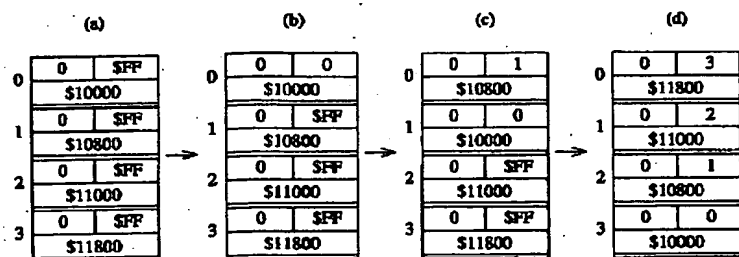 (a) (b) (c) (d)
0 $FF 0 0 0 1 0 3
0 $10000 0 $10000 0 $10800 0 $11800
0 $FF 0 $FF 0 0 0 2
1 $10800 1 $10800 1 $10000 1 $11000
0 $FF 0 $FF 0 $FF 0 1
2 $11000 2 $11000 2 $11000 2 $10800
0 $FF 0 $FF 0 $FF 0 0
3 $11800 3 $11800 3 $11800 3 $10000